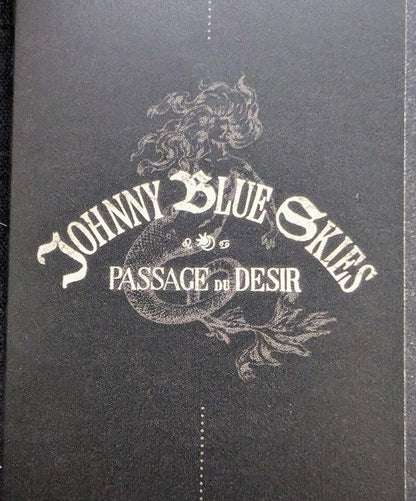 JOHNNY BLUE SKIES
PASSAGE DU DESIR